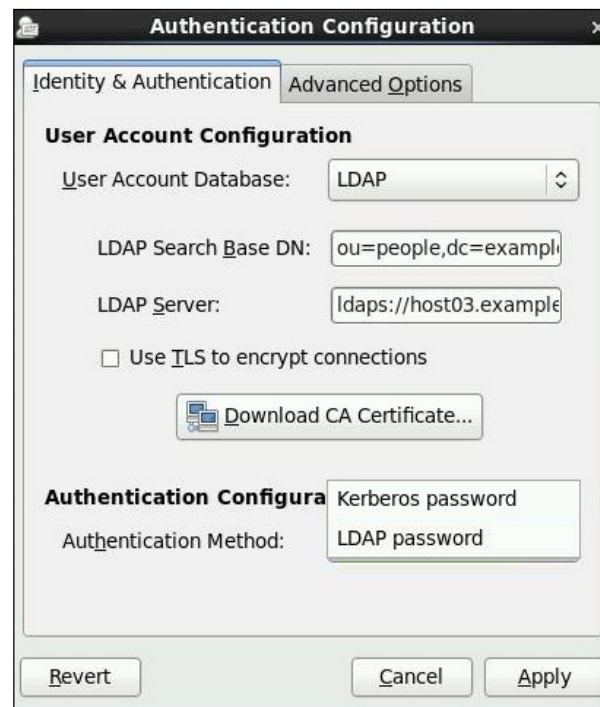 Authentication Configuration
Identity & Authentication
Advanced Options
User Account Configuration
User Account Database:
LDAP
LDAP Search Base DN:
ou=people,dc=exampl
LDAP Server:
ldaps://host03.example
Use TLS to encrypt connections
Download CA Certificate...
Authentication Configura
Kerberos password
Authentication Method:
LDAP password
Revert
Cancel
Apply